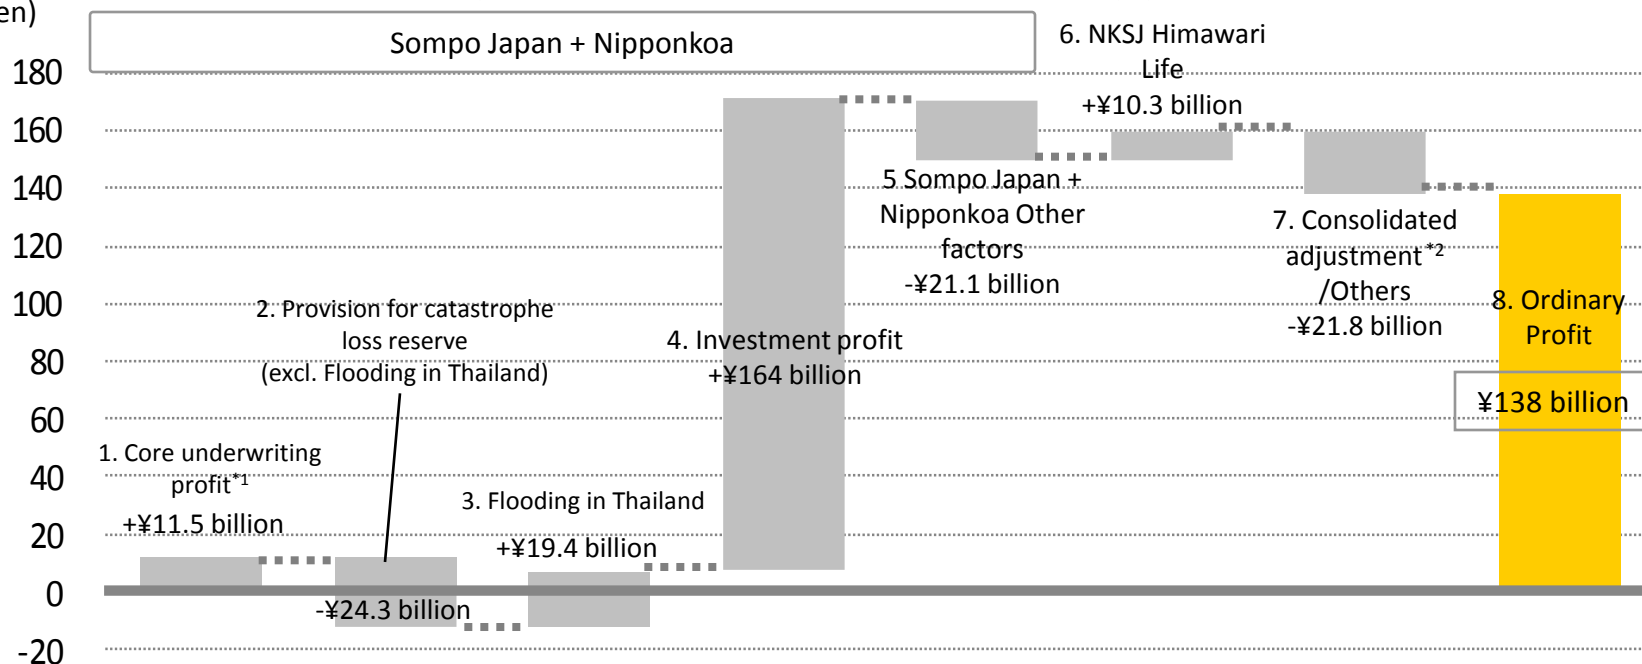 en)
Sompo Japan + Nipponkoa
6. NKSJ Himawari
Life
+¥10.3 billion
180
160
140
120
100
80
60
40
20
0
-20
5 Sompo Japan +
Nipponkoa Other
factors
-¥21.1 billion
7. Consolidated
adjustment *2
/Others
-¥21.8 billion
8. Ordinary
Profit
¥138 billion
2. Provision for catastrophe
loss reserve
(excl. Flooding in Thailand)
4. Investment profit
+¥164 billion
1. Core underwriting
profit*1
+¥11.5 billion
3. Flooding in Thailand
+¥19.4 billion
-¥24.3 billion